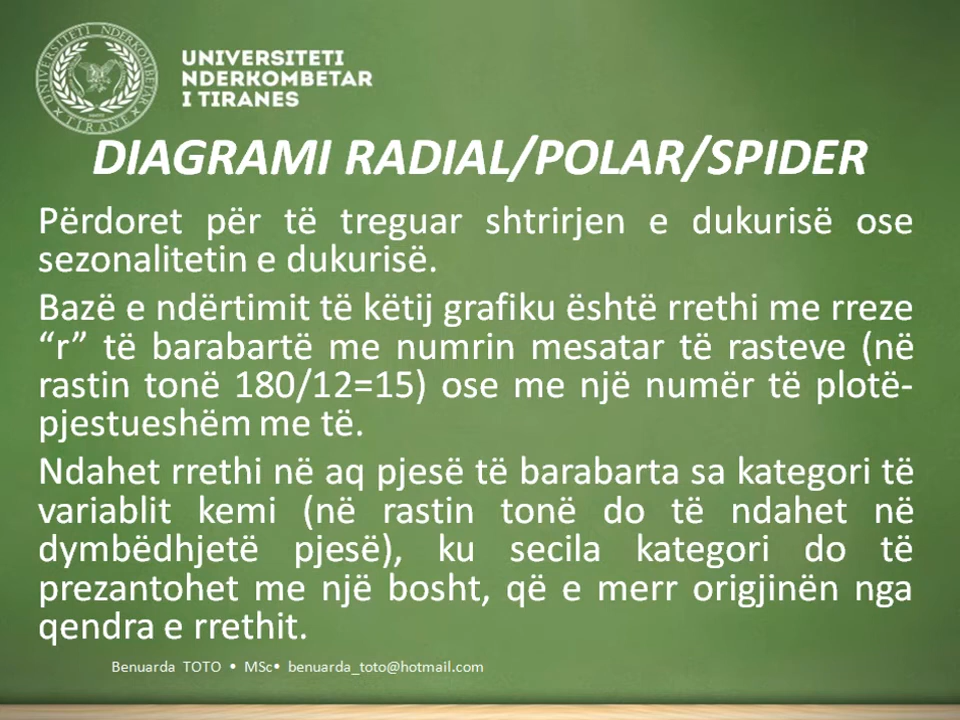 UNIVERSITETI NDERKOMBETAR
TIRANE
UNIVERSITETI
NDERKOMBETAR
I TIRANES
DIAGRAMI RADIAL/POLAR/SPIDER
Përdoret për të treguar shtrirjen e dukurisë ose
sezonalitetin e dukurisë.
Bazë e ndërtimit të këtij grafiku është rrethi me rreze
“r” të barabartë me numrin mesatar të rasteve (në
rastin tonë 180/12=15) ose me një numër të plotë-
pjestueshëm me të.
Ndahet rrethi në aq pjesë të barabarta sa kategori të
variablit kemi (në rastin tonë do të ndahet në
dymbëdhjetë pjesë), ku secila kategori do të
prezantohet me një bosht, që e merr origjinën nga
qendra e rrethit.
Benuarda TOTO • MSc• benuarda_toto@hotmail.com